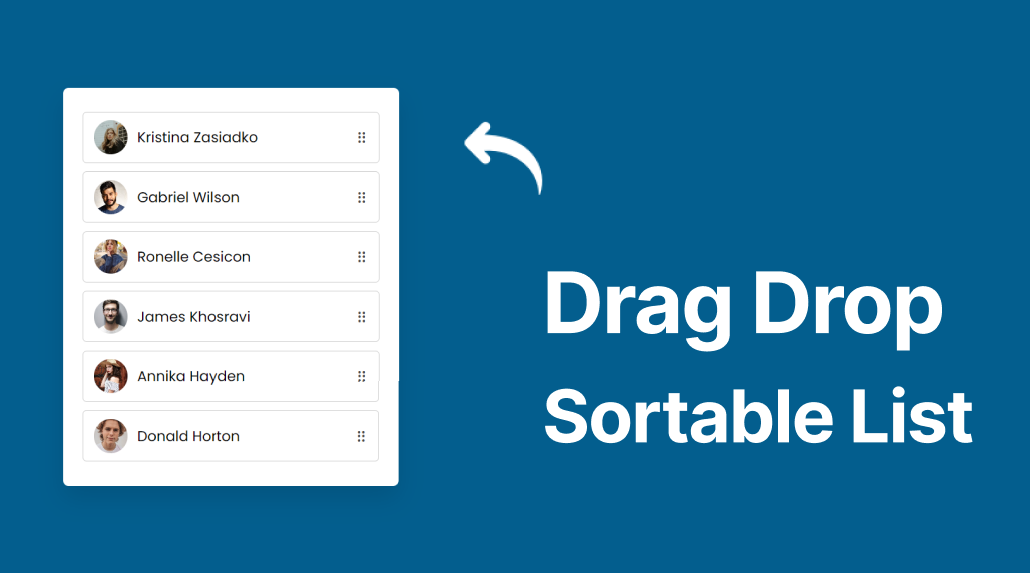 Kristina Zasiadko
Gabriel Wilson
Ronelle Cesicon
James Khosravi
Annika Hayden
Donald Horton
Drag Drop
Sortable List